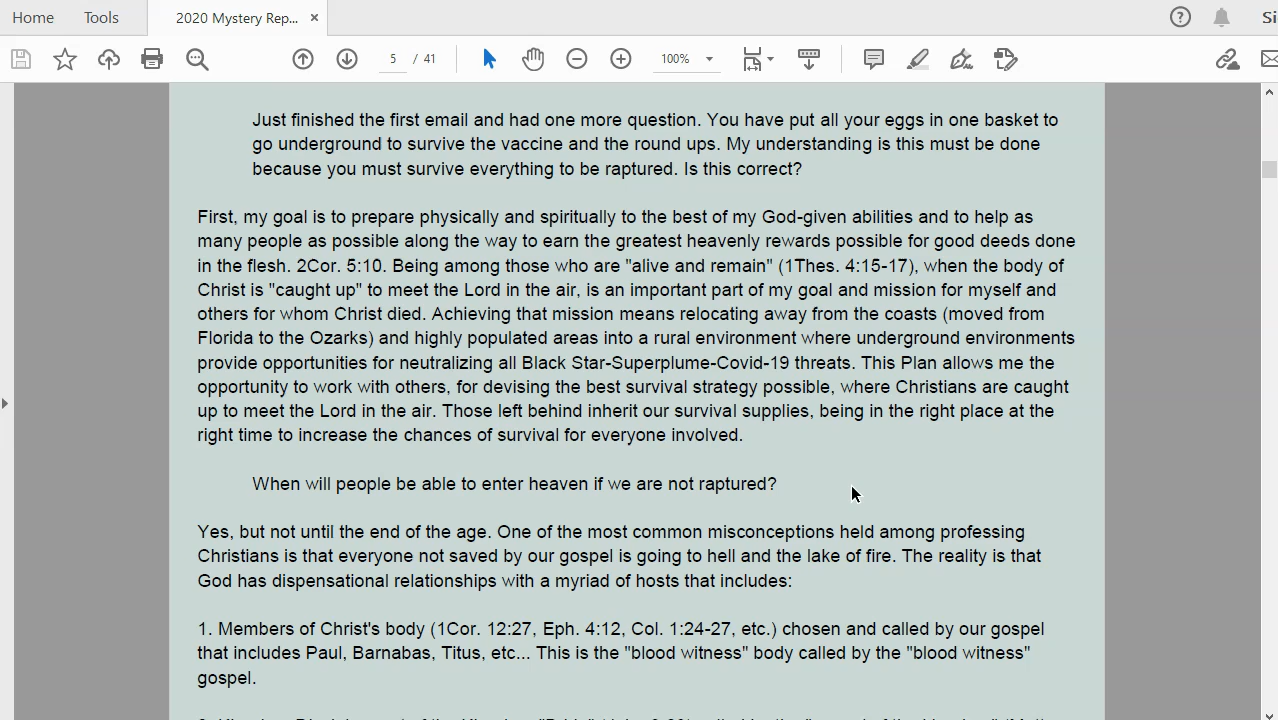 Home Tools 2020 Mystery Rep... × Si
5 / 41 100%
Just finished the first email and had one more question. You have put all your eggs in one basket to
go underground to survive the vaccine and the round ups. My understanding is this must be done
because you must survive everything to be raptured. Is this correct?
First, my goal is to prepare physically and spiritually to the best of my God-given abilities and to help as
many people as possible along the way to earn the greatest heavenly rewards possible for good deeds done
in the flesh. 2Cor. 5:10. Being among those who are "alive and remain" (1Thes. 4:15-17), when the body of
Christ is "caught up" to meet the Lord in the air, is an important part of my goal and mission for myself and
others for whom Christ died. Achieving that mission means relocating away from the coasts (moved from
Florida to the Ozarks) and highly populated areas into a rural environment where underground environments
provide opportunities for neutralizing all Black Star-Superplume-Covid-19 threats. This Plan allows me the
opportunity to work with others, for devising the best survival strategy possible, where Christians are caught
up to meet the Lord in the air. Those left behind inherit our survival supplies, being in the right place at the
right time to increase the chances of survival for everyone involved.
When will people be able to enter heaven if we are not raptured?
Yes, but not until the end of the age. One of the most common misconceptions held among professing
Christians is that everyone not saved by our gospel is going to hell and the lake of fire. The reality is that
God has dispensational relationships with a myriad of hosts that includes:
1. Members of Christ's body (1Cor. 12:27, Eph. 4:12, Col. 1:24-27, etc.) chosen and called by our gospel
that includes Paul, Barnabas, Titus, etc... This is the "blood witness" body called by the "blood witness"
gospel.